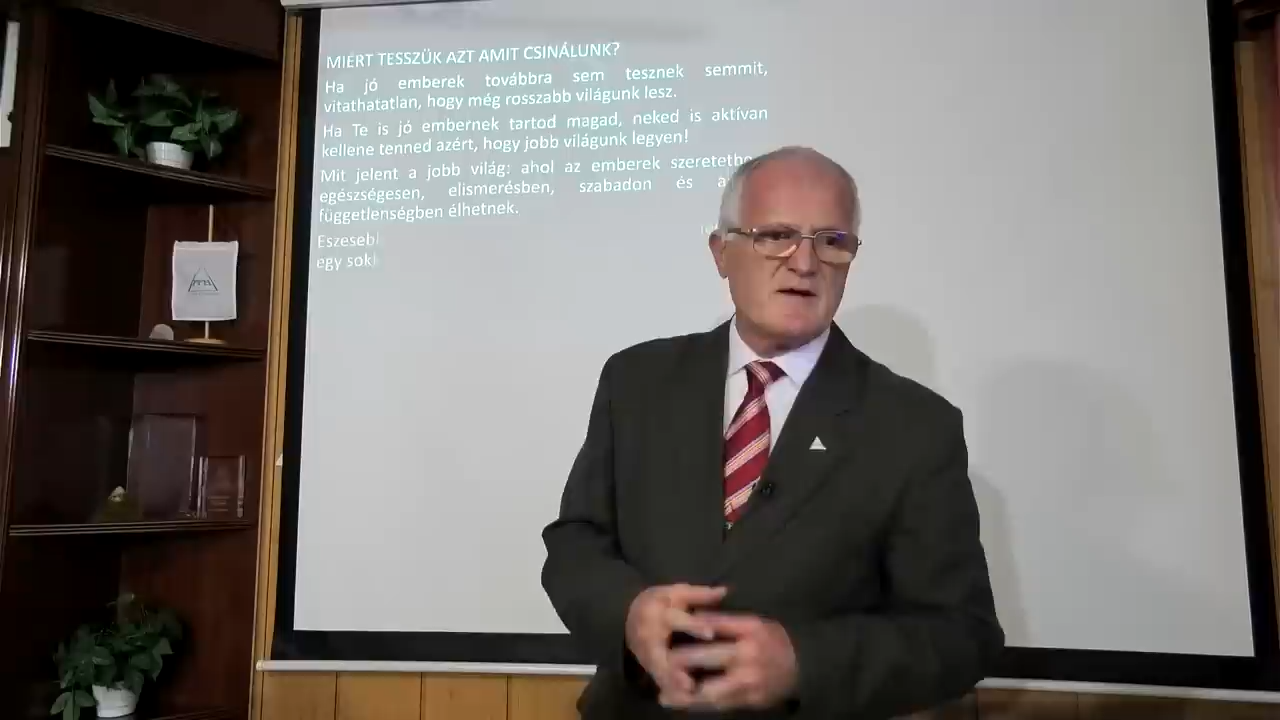 MIÉRT TESSZÜK AZT AMIT CSINÁLUNK?
Ha jó emberek továbbra sem tesznek semmit,
vitathatatlan, hogy még rosszabb világunk lesz.
Ha Te is jó embernek tartod magad, neked is aktívan
kellene tenned azért, hogy jobb világunk legyen!
Mit jelent a jobb világ: ahol az emberek
egészségesen, elismerésben, szabadon és
függetlenségben élhetnek.
egy